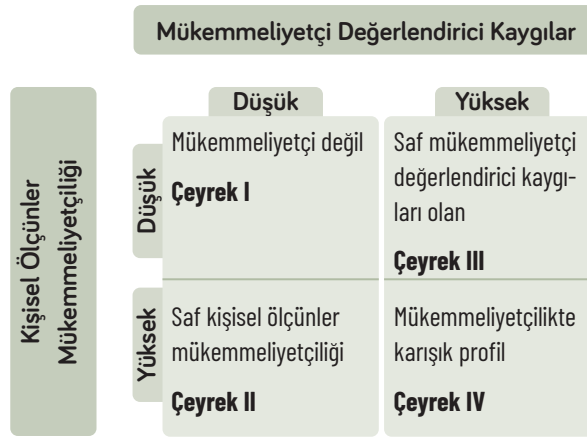 Mükemmeliyetçi Değerlendirici Kaygılar
Kişisel Ölçünler
Mükemmeliyetçiliği
Düşük
Yüksek
Düşük
Mükemmeliyetçi değil
Çeyrek I
Saf mükemmeliyetçi
değerlendirici kaygı-
ları olan
Çeyrek III
Yüksek
Saf kişisel ölçünler
mükemmeliyetçiliği
Çeyrek II
Mükemmeliyetçilikte
karışık profil
Çeyrek IV